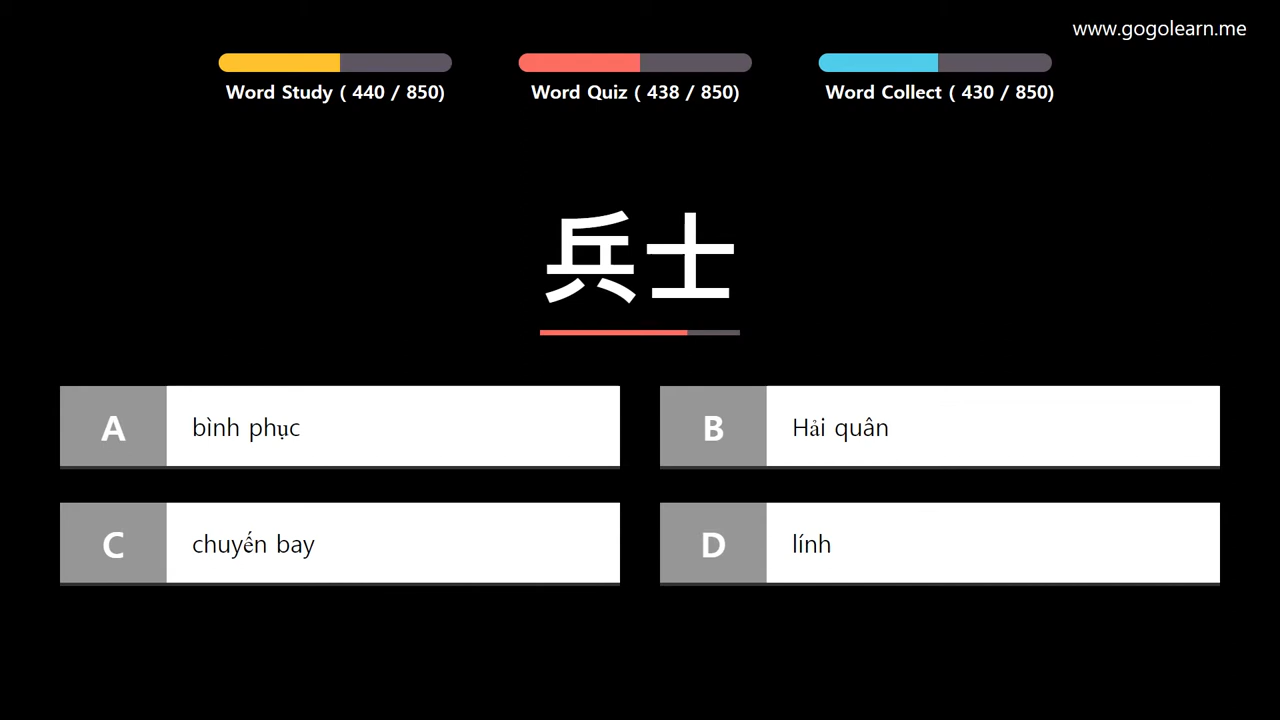 www.gogolearn.me
Word Study ( 440 / 850)
Word Quiz ( 438 / 850)
Word Collect ( 430 / 850)
兵士
A
bình phục
B
Hải quân
C
chuyến bay
D
lính